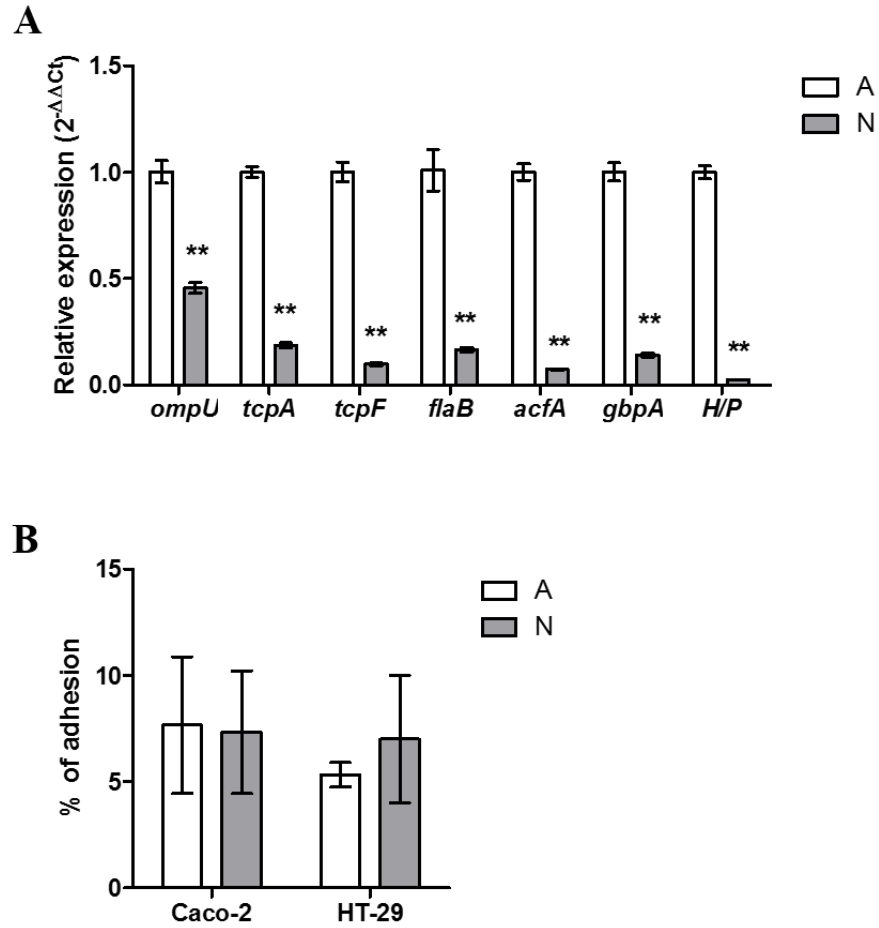 A
Relative expression (2-ΔΔCt)
1.5
1.0
0.5
0.0
A
N
** ** ** ** ** ** **
ompU tcpA tcpF flaB acfA gbpA H/P
B
% of adhesion
15
10
5
0
A
N
Caco-2 HT-29